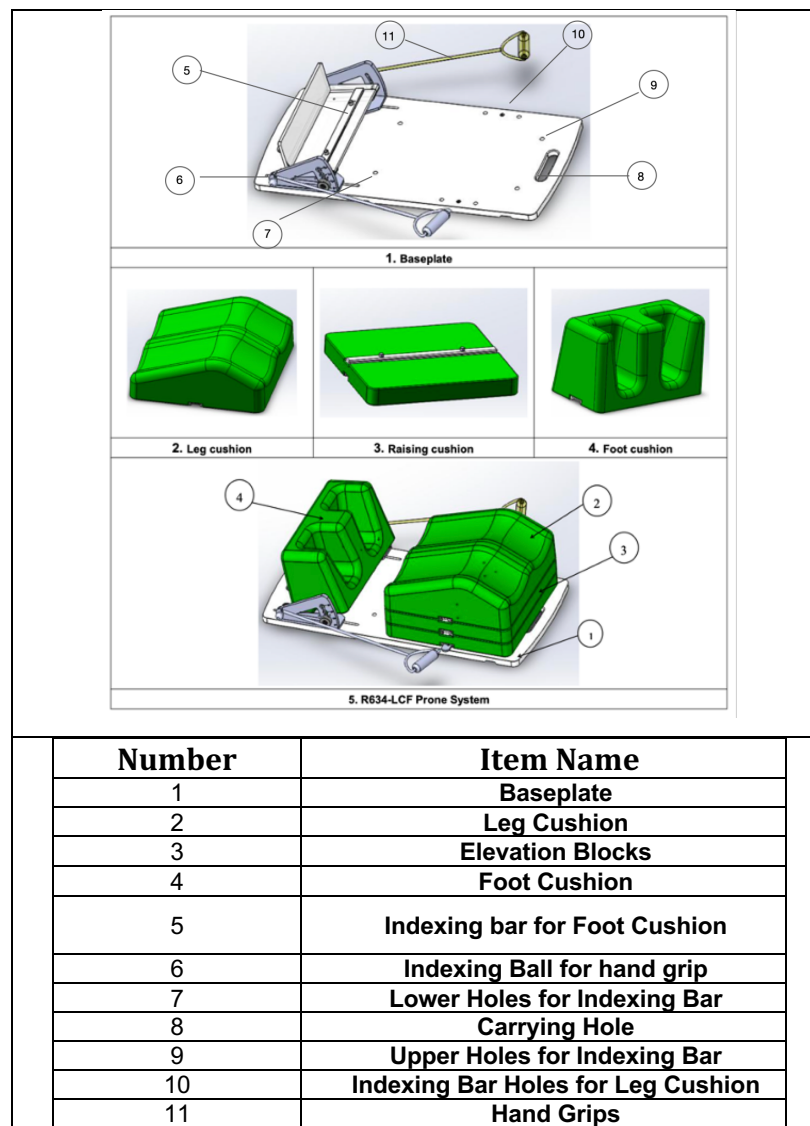 11
10
5
9
6
8
7
1. Baseplate
2. Leg cushion
3. Raising cushion
4. Foot cushion
4
2
3
1
5. R634-LCF Prone System
Number Item Name
1 Baseplate
2 Leg Cushion
3 Elevation Blocks
4 Foot Cushion
5 Indexing bar for Foot Cushion
6 Indexing Ball for hand grip
7 Lower Holes for Indexing Bar
8 Carrying Hole
9 Upper Holes for Indexing Bar
10 Indexing Bar Holes for Leg Cushion
11 Hand Grips